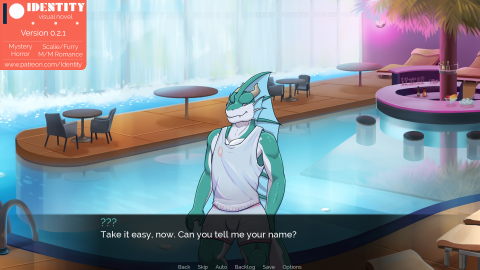 IDENTITY
visual novel
Version 0.2.1
Mystery
Horror
Scalie/Furry
M/M Romance
www.patreon.com/Identity
???
Take it easy, now. Can you tell me your name?
Back Skip Auto Backlog Save Options